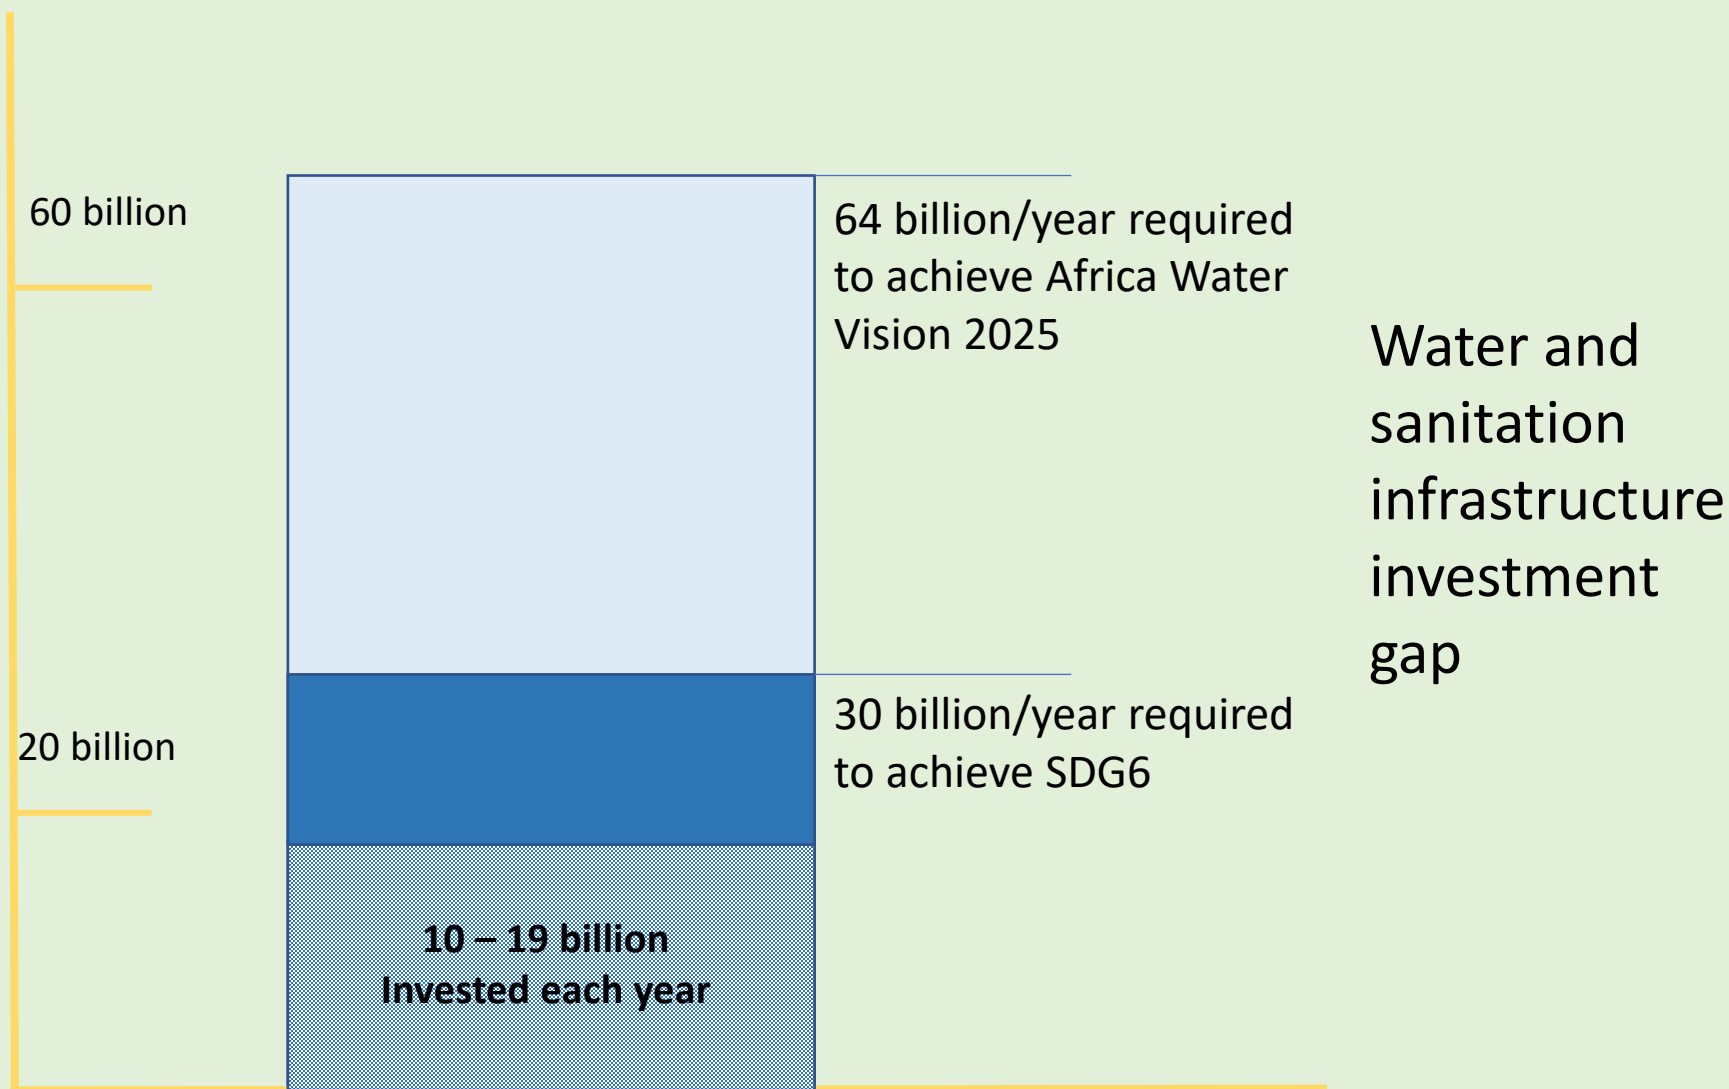 60 billion
64 billion/year required
to achieve Africa Water
Vision 2025
Water and
sanitation
infrastructure
investment
gap
20 billion
30 billion/year required
to achieve SDG6
10 – 19 billion
Invested each year